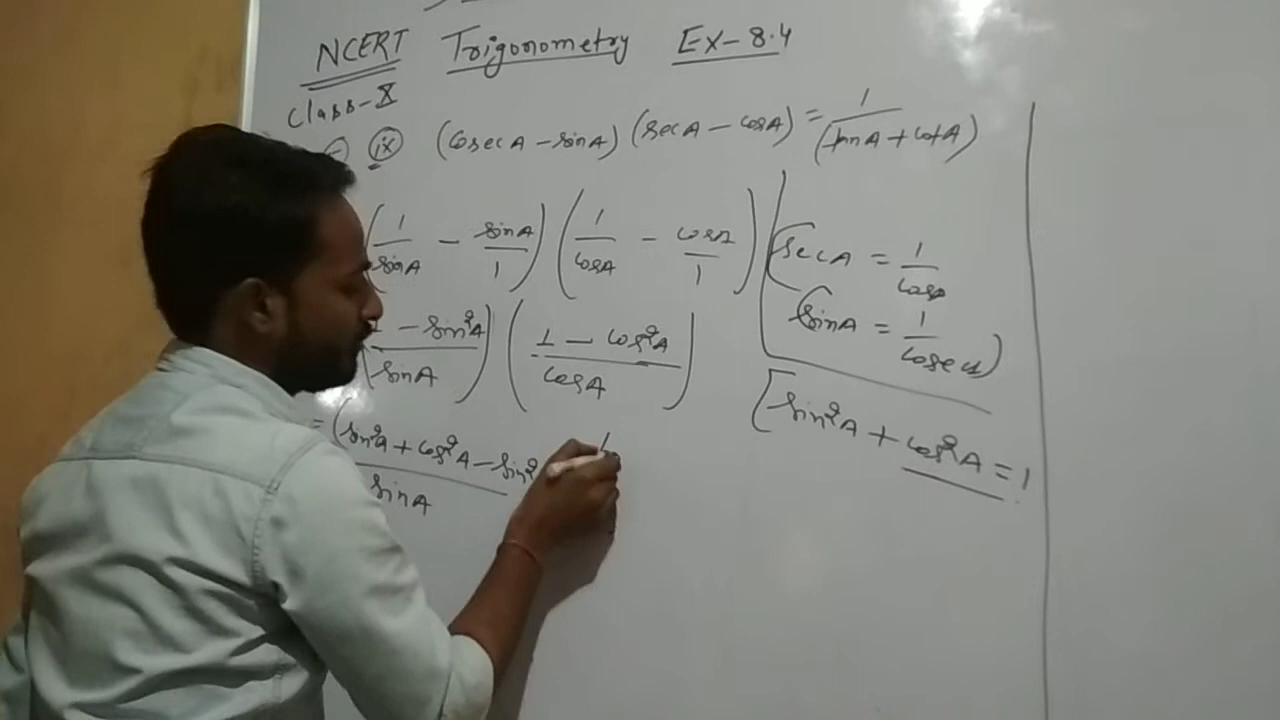 NCERT Trigonometry Ex-8.4
Class-X
ix (CosecA - sinA) (secA - cosA) = 1/(tanA + cotA)
(1/sinA - sinA/1) (1/cosA - cosA/1)
secA = 1/cosA
sinA = 1/cosecA)
1 - sin²A)/sinA) (1 - cos²A/cosA)
[sin²A + cos²A = 1
= (sin²A + cos²A - sin²/sinA